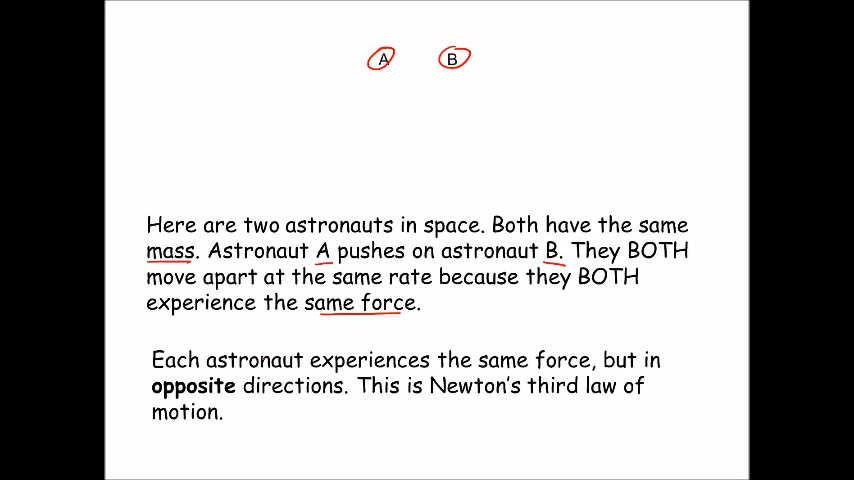 A B
Here are two astronauts in space. Both have the same
mass. Astronaut A pushes on astronaut B. They BOTH
move apart at the same rate because they BOTH
experience the same force.
Each astronaut experiences the same force, but in
opposite directions. This is Newton's third law of
motion.